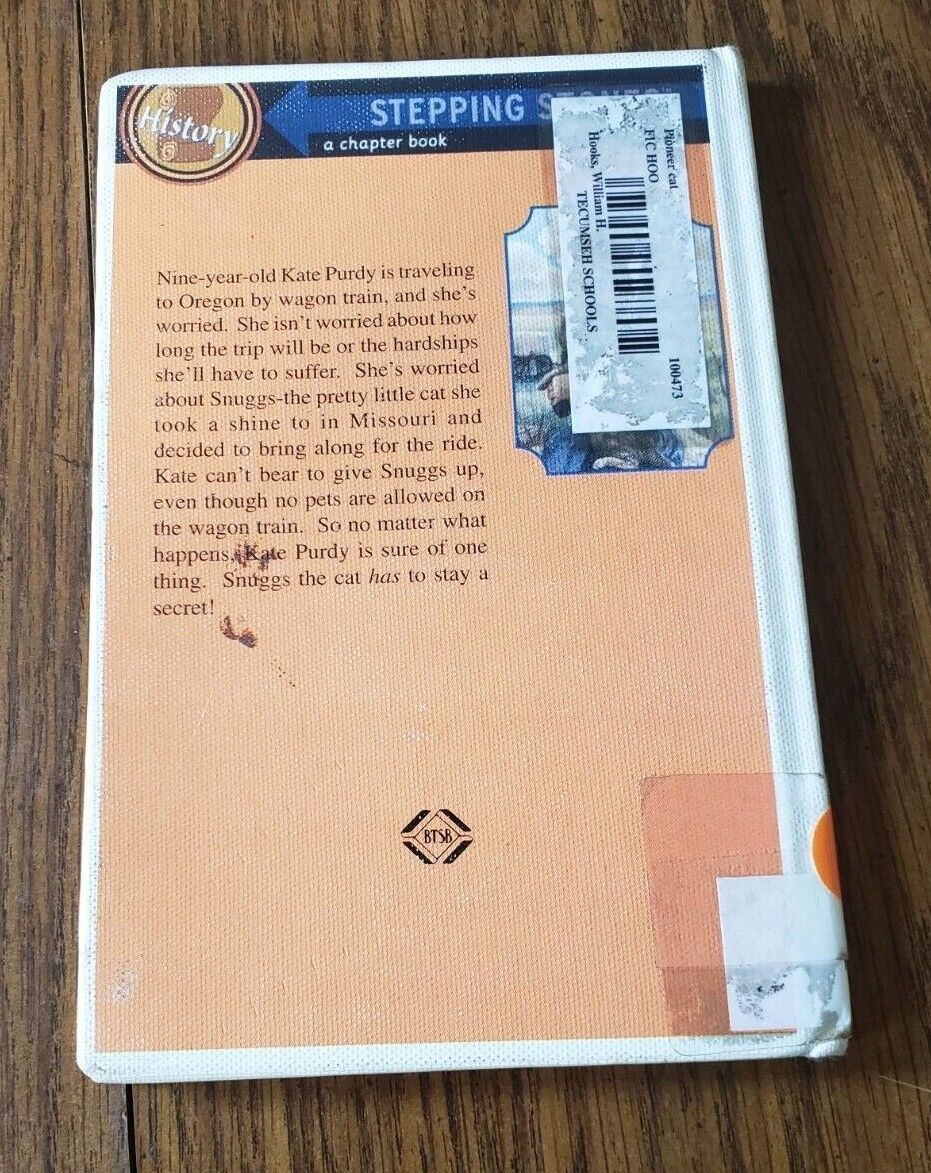 History
STEPPING STONES™
a chapter book
Pioneer cat
FIC HOO
Hooks, William H.
TECUMSEH SCHOOLS
100473
Nine-year-old Kate Purdy is traveling
to Oregon by wagon train, and she's
worried. She isn't worried about how
long the trip will be or the hardships
she'll have to suffer. She's worried
about Snuggs-the pretty little cat she
took a shine to in Missouri and
decided to bring along for the ride.
Kate can't bear to give Snuggs up,
even though no pets are allowed on
the wagon train. So no matter what
happens, Kate Purdy is sure of one
thing. Snuggs the cat has to stay a
secret!
BTSB